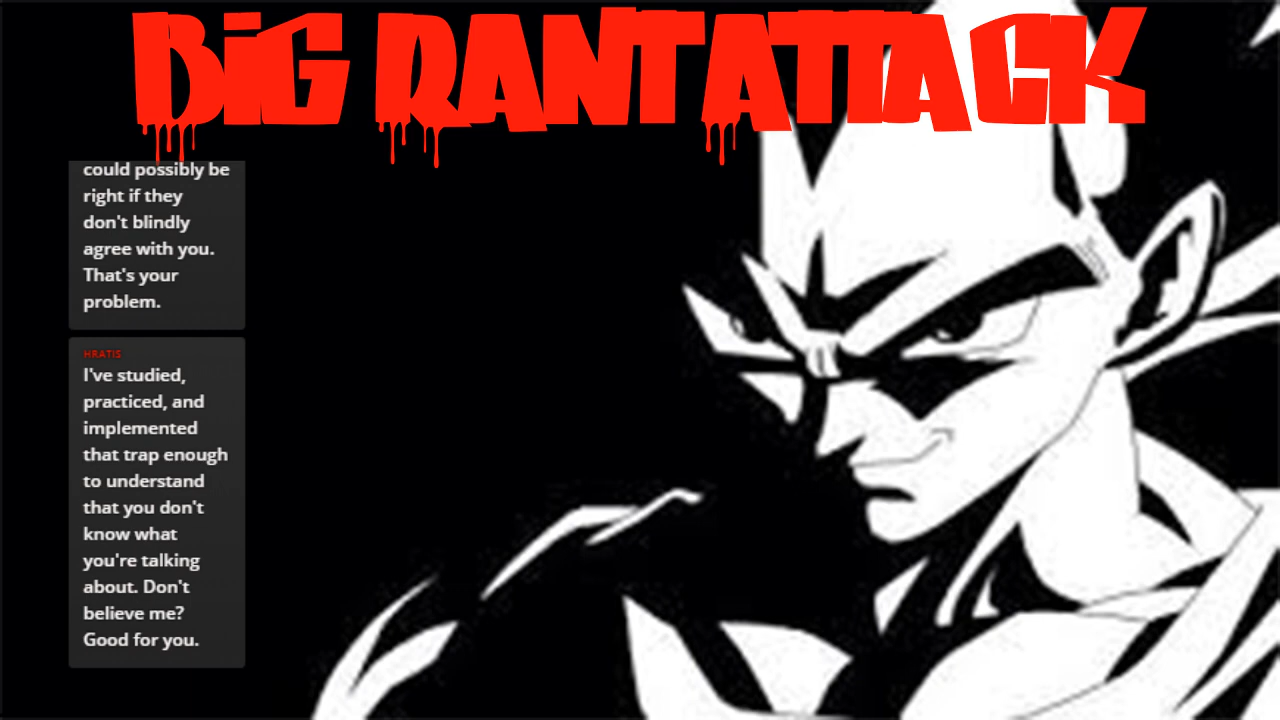 BiG RANT ATTACK
could possibly be
right if they
don't blindly
agree with you.
That's your
problem.
HRATIS
I've studied,
practiced, and
implemented
that trap enough
to understand
that you don't
know what
you're talking
about. Don't
believe me?
Good for you.